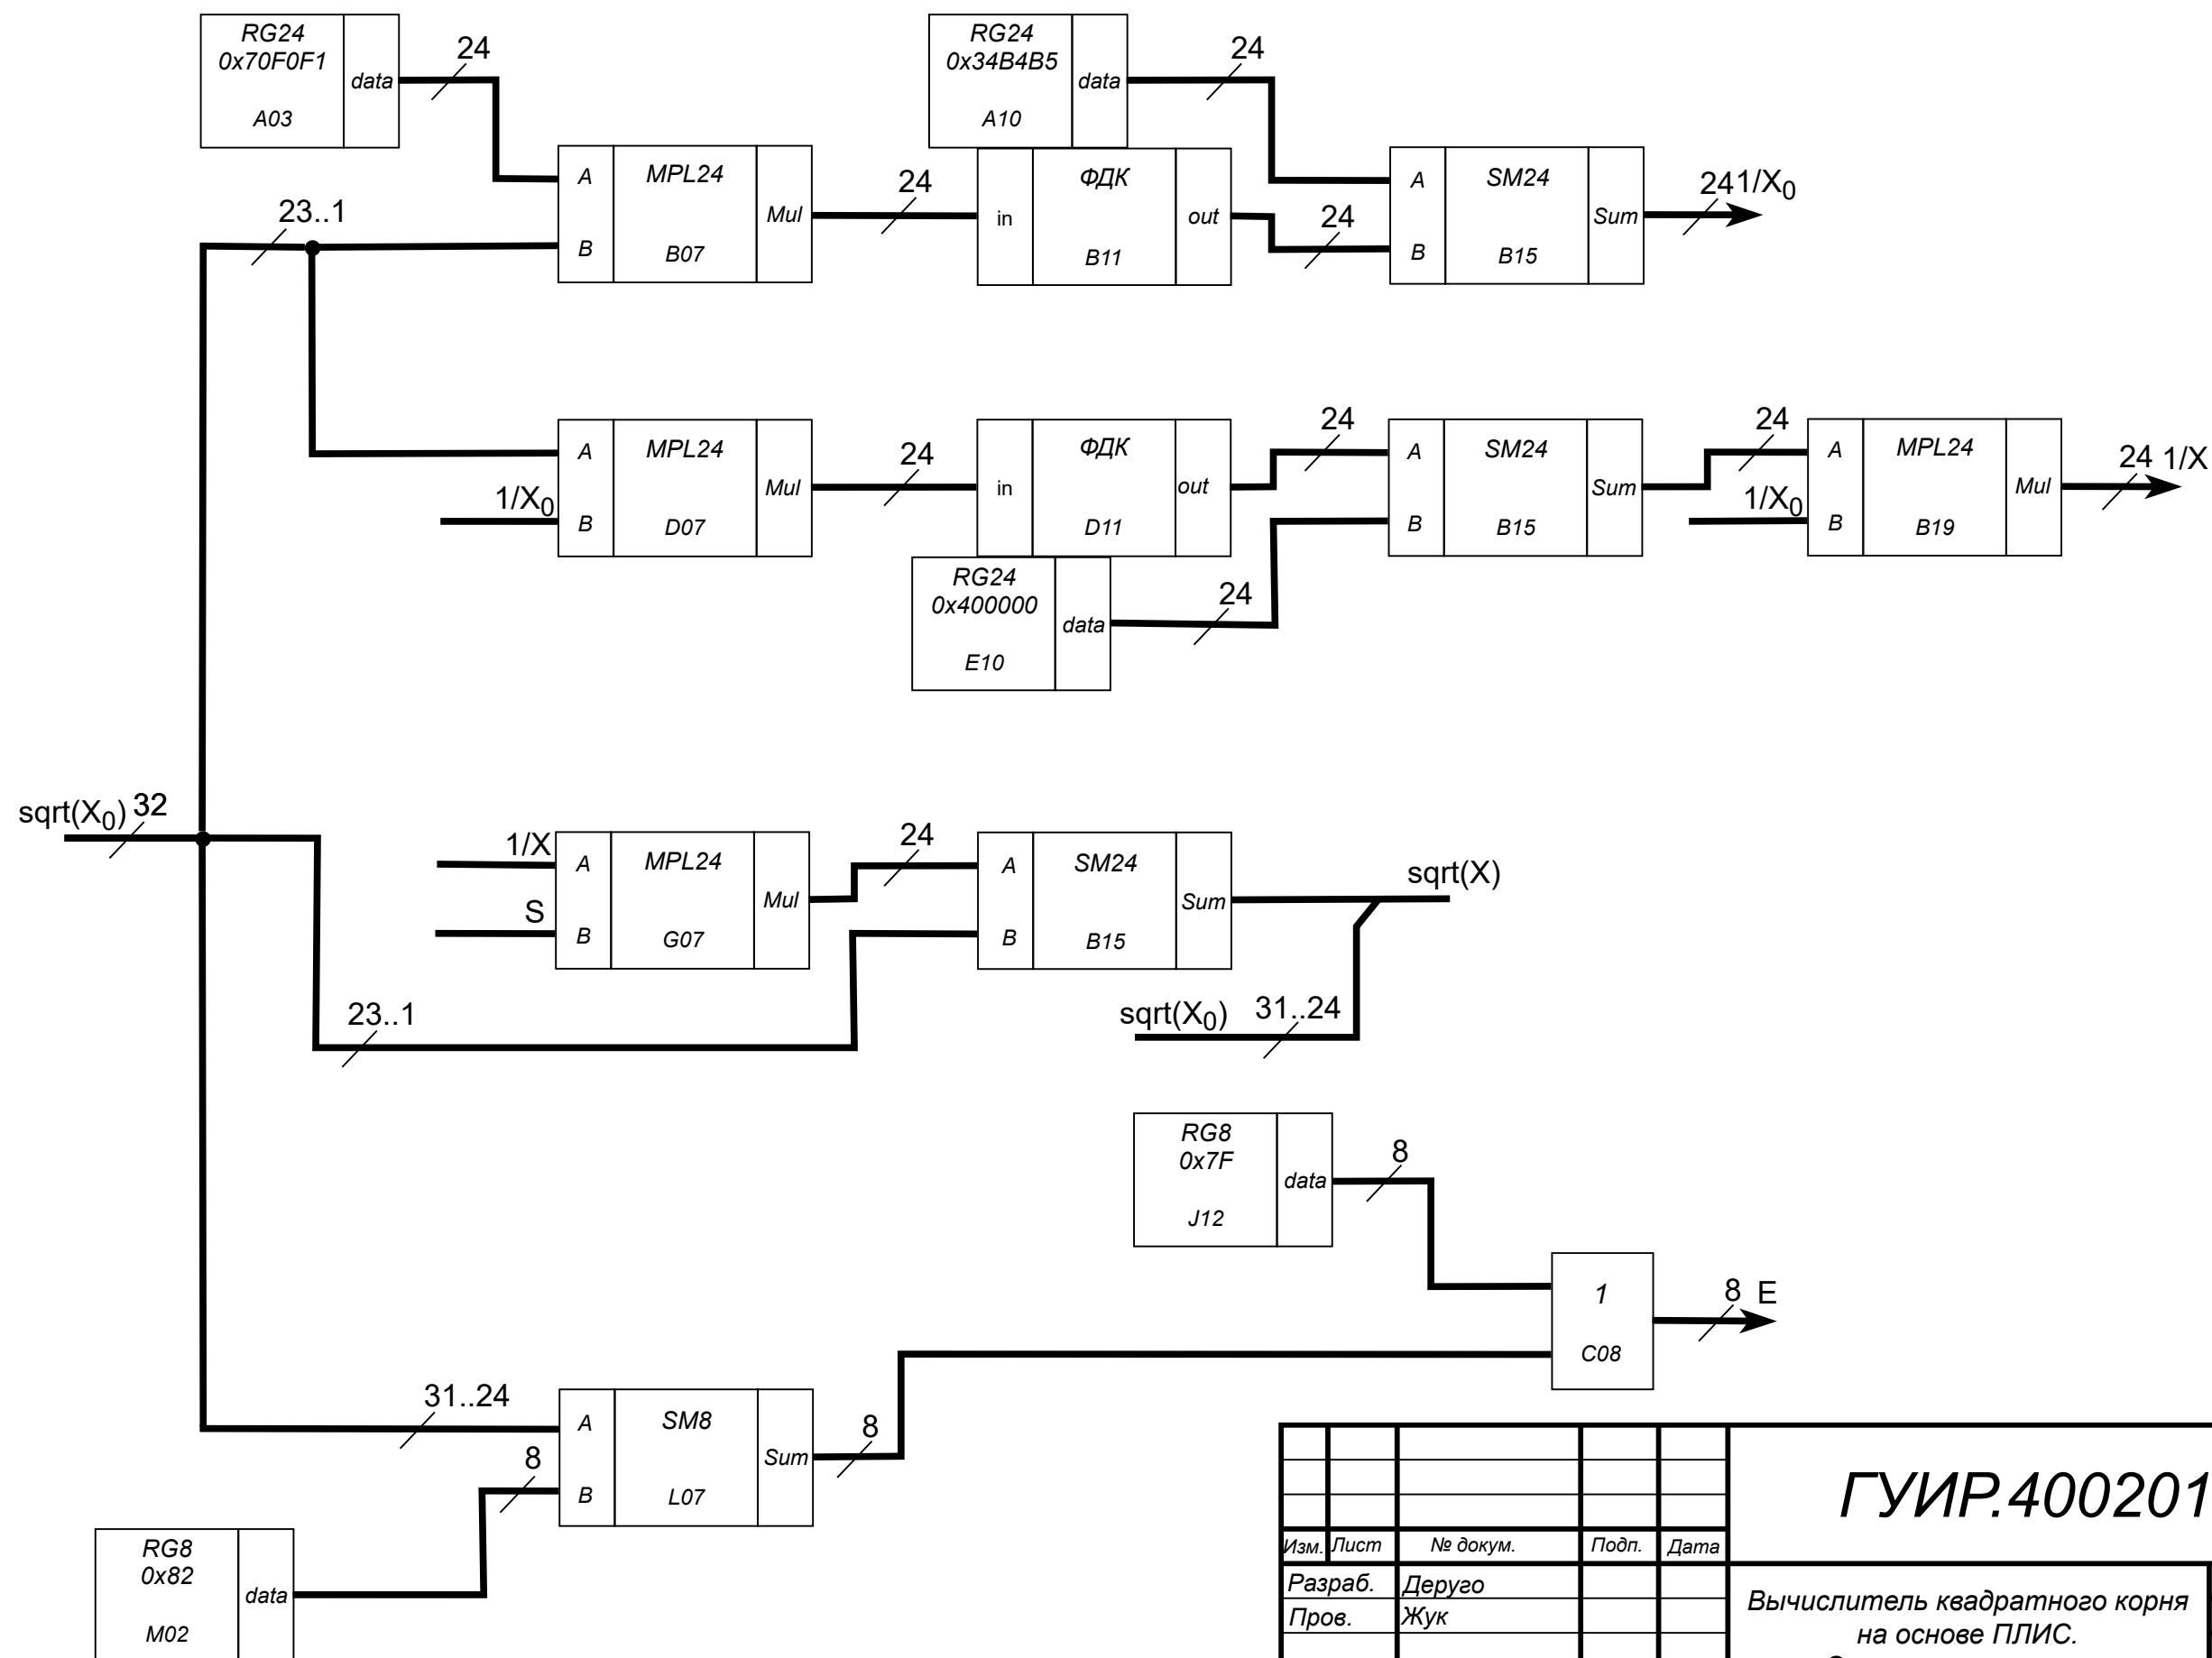 RG24
0x70F0F1
data
A03
24
RG24
0x34B4B5
data
A10
24
23..1
A
MPL24
Mul
B
B07
24
in
ФДК
out
B11
24
A
SM24
Sum
B
B15
24 1/X0
A
MPL24
Mul
1/X0
B
D07
24
in
ФДК
out
D11
24
A
SM24
Sum
B
B15
24
1/X0
A
MPL24
Mul
B
B19
24 1/X
RG24
0x400000
data
E10
24
sqrt(X0) 32
1/X
S
A
MPL24
Mul
B
G07
24
A
SM24
Sum
B
B15
sqrt(X)
23..1
sqrt(X0) 31..24
RG8
0x7F
data
J12
8
1
C08
8 E
31..24
8
A
SM8
Sum
B
L07
8
RG8
0x82
data
M02
ГУИР.400201
Изм. Лист № докум. Подп. Дата
Разраб. Деруго
Пров. Жук
Вычислитель квадратного корня
на основе ПЛИС.